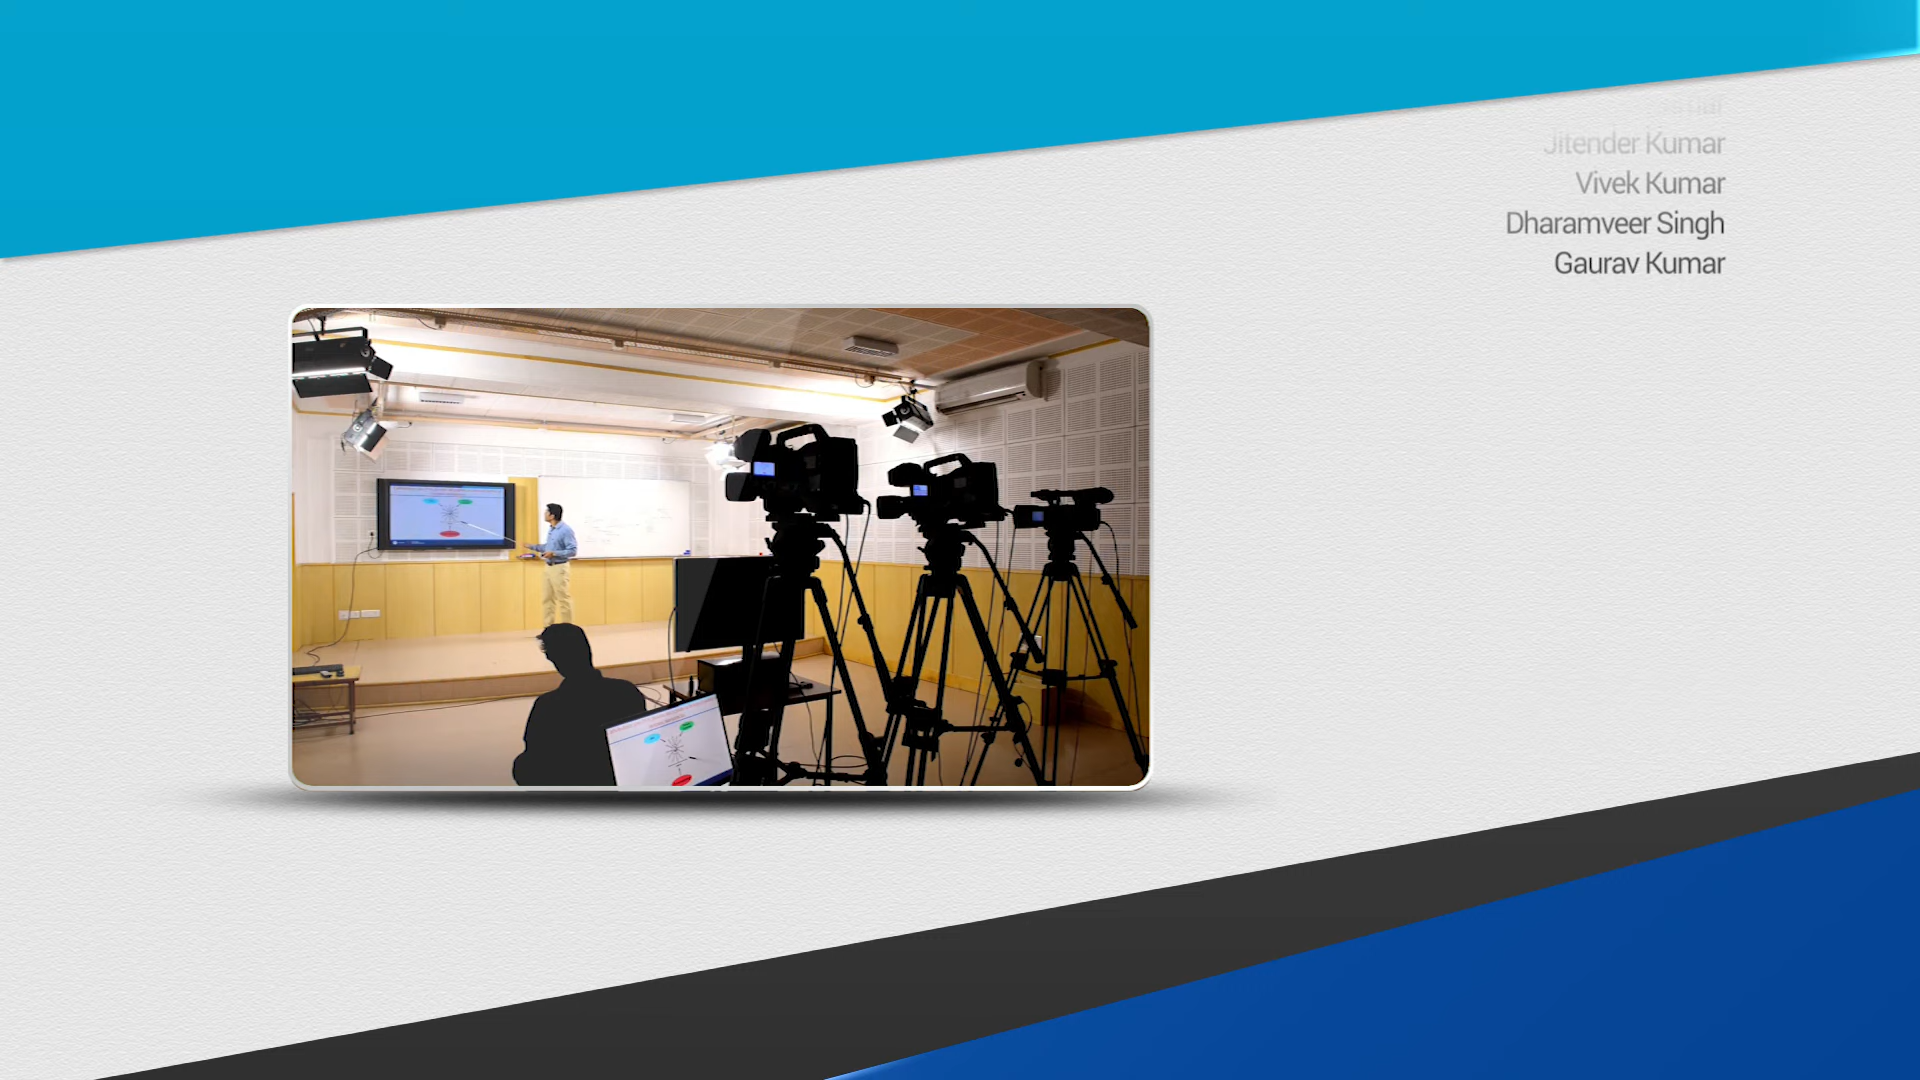 Jitender Kumar
Vivek Kumar
Dharamveer Singh
Gaurav Kumar